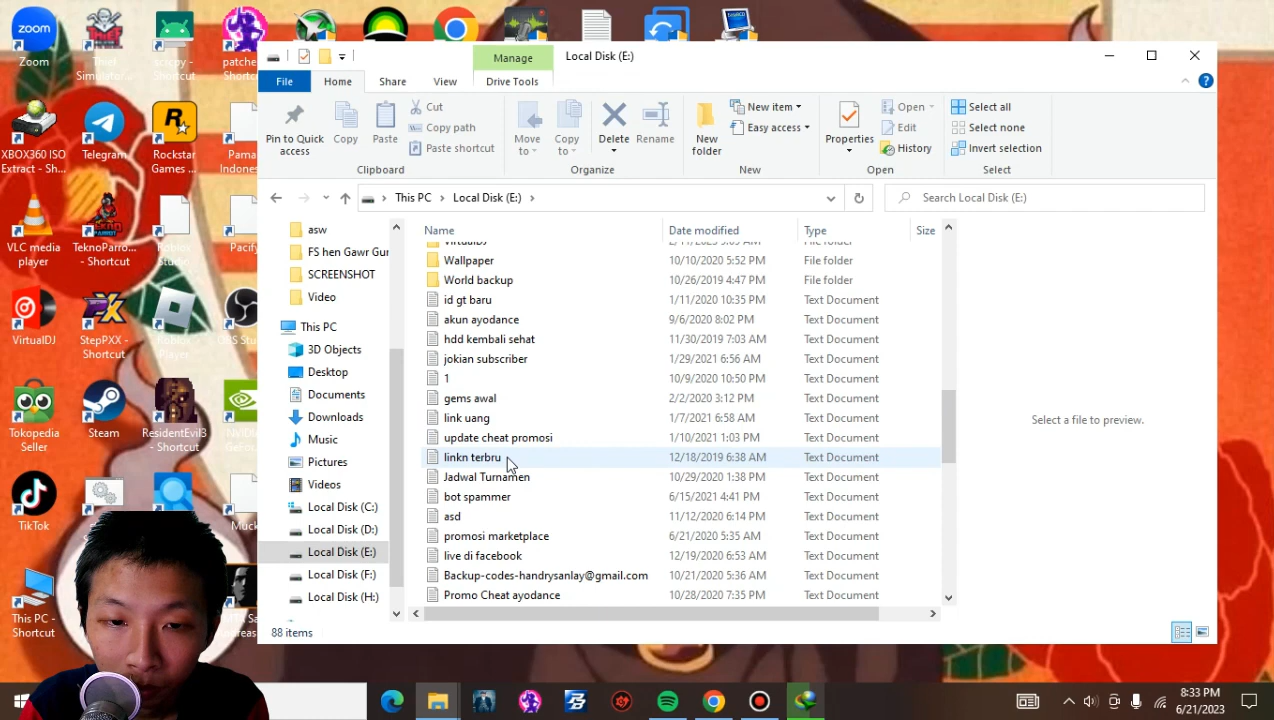 Zoom
Thief
Simulator...
scrcpy -
Shortcut
patche
Shortc
Manage
Local Disk (E:)
File
Home
Share
View
Drive Tools
Pin to Quick
access
Copy
Paste
Cut
Copy path
Paste shortcut
Move
to
Copy
to
Delete
Rename
New
folder
New item
Easy access
Properties
Open
Edit
History
Select all
Select none
Invert selection
Clipboard
Organize
New
Open
Select
This PC
Local Disk (E:)
Search Local Disk (E:)
XBOX360 ISO
Extract - Sh...
Telegram
Rockstar
Games ...
Pama
Indones
VLC media
player
TeknoParro...
- Shortcut
Roblox
Studio
Pacify
VirtualDJ
StepPXX -
Shortcut
Roblox
Player
OBS Stu
Tokopedia
Seller
Steam
ResidentEvil3
- Shortcut
TikTok
Muck
This PC -
Shortcut
asw
FS hen Gawr Gur
SCREENSHOT
Video
This PC
3D Objects
Desktop
Documents
Downloads
Music
Pictures
Videos
Local Disk (C:)
Local Disk (D:)
Local Disk (E:)
Local Disk (F:)
Local Disk (H:)
Name Date modified Type Size
VirtualDJ File folder
Wallpaper 10/10/2020 5:52 PM File folder
World backup 10/26/2019 4:47 PM File folder
id gt baru 1/11/2020 10:35 PM Text Document
akun ayodance 9/6/2020 8:02 PM Text Document
hdd kembali sehat 11/30/2019 7:03 AM Text Document
jokian subscriber 1/29/2021 6:56 AM Text Document
1 10/9/2020 10:50 PM Text Document
gems awal 2/2/2020 3:12 PM Text Document
link uang 1/7/2021 6:58 AM Text Document
update cheat promosi 1/10/2021 1:03 PM Text Document
linkn terbru 12/18/2019 6:38 AM Text Document
Jadwal Turnamen 10/29/2020 1:38 PM Text Document
bot spammer 6/15/2021 4:41 PM Text Document
asd 11/12/2020 6:14 PM Text Document
promosi marketplace 6/21/2020 5:35 AM Text Document
live di facebook 12/19/2020 6:53 AM Text Document
Backup-codes-handrysanlay@gmail.com 10/21/2020 5:36 AM Text Document
Promo Cheat ayodance 10/28/2020 7:35 PM Text Document
Select a file to preview.
88 items
8:33 PM
6/21/2023